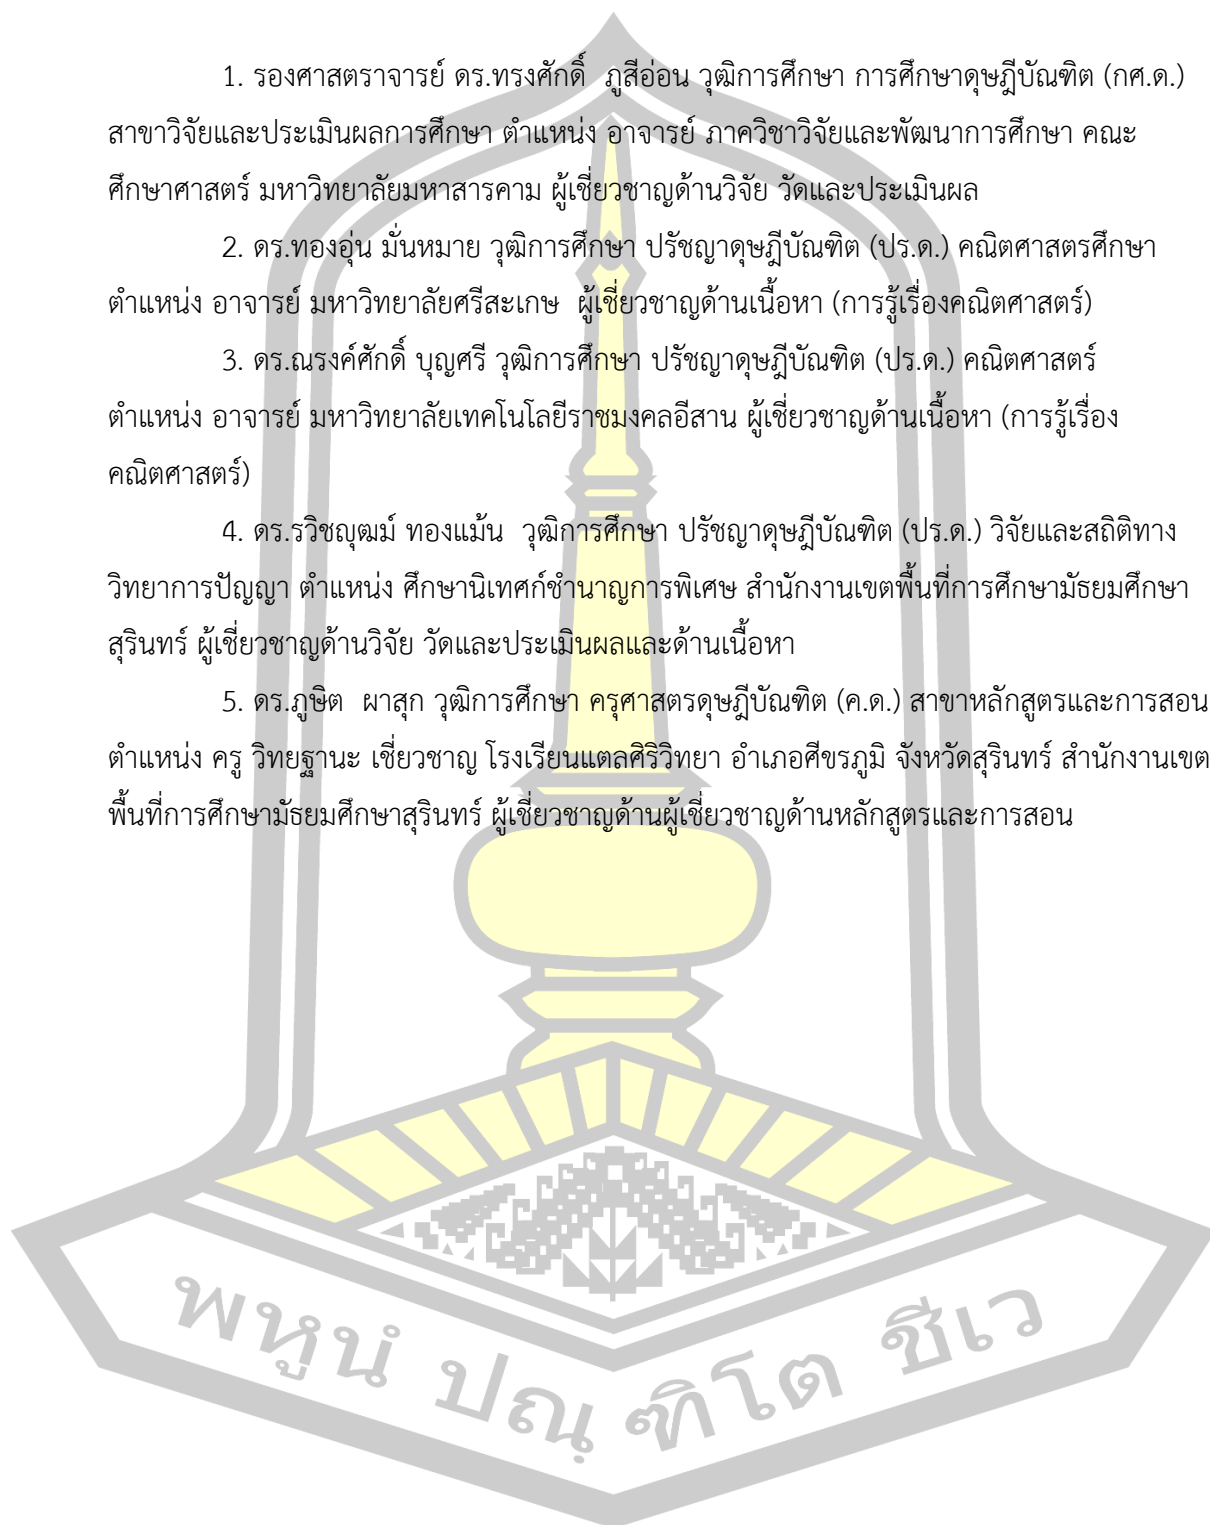 1. รองศาสตราจารย์ ดร.ทรงศักดิ์ ภูสีอ่อน วุฒิการศึกษา การศึกษาดุษฎีบัณฑิต (กศ.ด.)
สาขาวิจัยและประเมินผลการศึกษา ตำแหน่ง อาจารย์ ภาควิชาวิจัยและพัฒนาการศึกษา คณะ
ศึกษาศาสตร์ มหาวิทยาลัยมหาสารคาม ผู้เชี่ยวชาญด้านวิจัย วัดและประเมินผล
2. ดร.ทองอุ่น มั่นหมาย วุฒิการศึกษา ปรัชญาดุษฎีบัณฑิต (ปร.ด.) คณิตศาสตรศึกษา
ตำแหน่ง อาจารย์ มหาวิทยาลัยศรีสะเกษ ผู้เชี่ยวชาญด้านเนื้อหา (การรู้เรื่องคณิตศาสตร์)
3. ดร.ณรงค์ศักดิ์ บุญศรี วุฒิการศึกษา ปรัชญาดุษฎีบัณฑิต (ปร.ด.) คณิตศาสตร์
ตำแหน่ง อาจารย์ มหาวิทยาลัยเทคโนโลยีราชมงคลอีสาน ผู้เชี่ยวชาญด้านเนื้อหา (การรู้เรื่อง
คณิตศาสตร์)
4. ดร.รวิชญุฒม์ ทองแม้น วุฒิการศึกษา ปรัชญาดุษฎีบัณฑิต (ปร.ด.) วิจัยและสถิติทาง
วิทยาการปัญญา ตำแหน่ง ศึกษานิเทศก์ชำนาญการพิเศษ สำนักงานเขตพื้นที่การศึกษามัธยมศึกษา
สุรินทร์ ผู้เชี่ยวชาญด้านวิจัย วัดและประเมินผลและด้านเนื้อหา
5. ดร.ภูษิต ผาสุก วุฒิการศึกษา ครุศาสตรดุษฎีบัณฑิต (ค.ด.) สาขาหลักสูตรและการสอน
ตำแหน่ง ครู วิทยฐานะ เชี่ยวชาญ โรงเรียนแตลศิริวิทยา อำเภอศีขรภูมิ จังหวัดสุรินทร์ สำนักงานเขต
พื้นที่การศึกษามัธยมศึกษาสุรินทร์ ผู้เชี่ยวชาญด้านผู้เชี่ยวชาญด้านหลักสูตรและการสอน
พหูนํ ปณฺฑิโต ชีเว